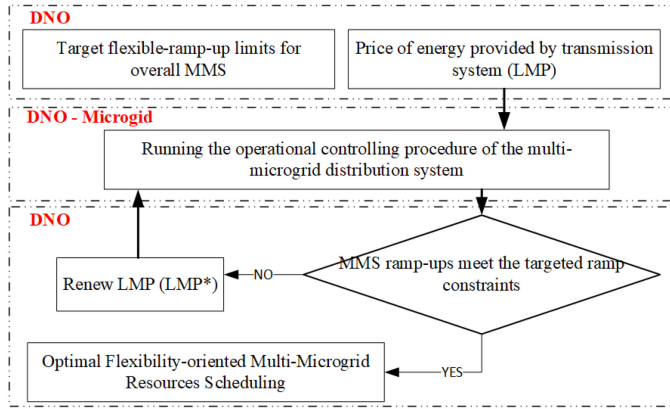 DNO
Target flexible-ramp-up limits for
overall MMS
Price of energy provided by transmission
system (LMP)
DNO - Microgid
Running the operational controlling procedure of the multi-
microgrid distribution system
DNO
MMS ramp-ups meet the targeted ramp
constraints
NO
Renew LMP (LMP*)
YES
Optimal Flexibility-oriented Multi-Microgrid
Resources Scheduling